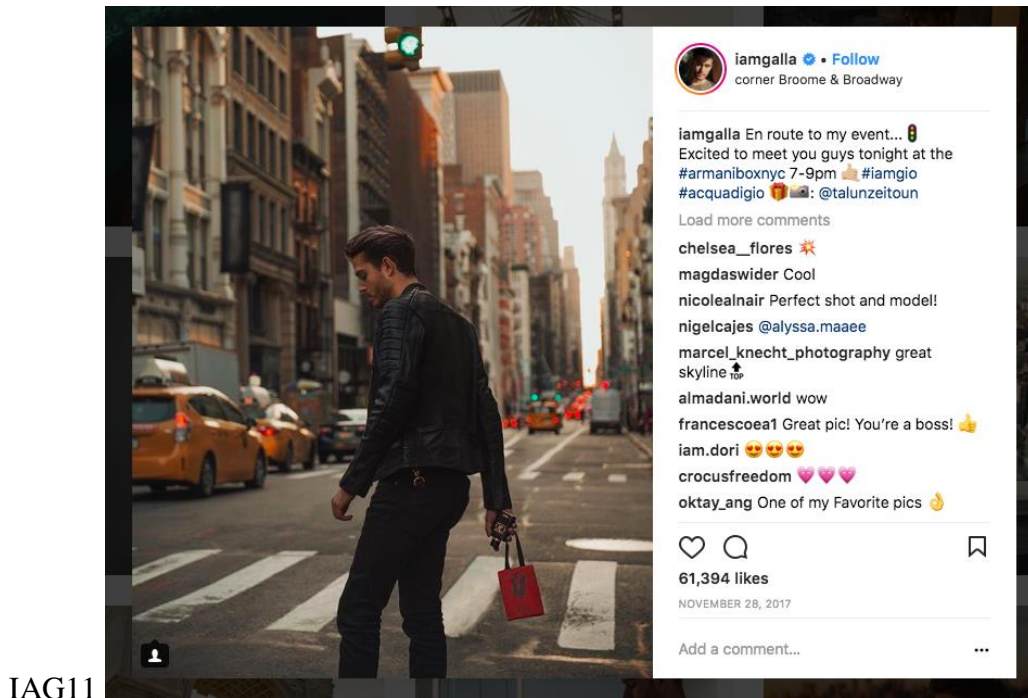 iamgalla • Follow
corner Broome & Broadway
iamgalla En route to my event...🚦
Excited to meet you guys tonight at the
#armaniboxnyc 7-9pm 🤙🏼#iamgio
#acquadigio 🎁📸: @talunzeitoun
Load more comments
chelsea__flores 💥
magdaswider Cool
nicolealnair Perfect shot and model!
nigelcajes @alyssa.maaee
marcel_knecht_photography great
skyline🔝
almadani.world wow
francescoea1 Great pic! You're a boss! 👍
iam.dori 😍😍😍
crocusfreedom 💗💗💗
oktay_ang One of my Favorite pics 👌
61,394 likes
NOVEMBER 28, 2017
Add a comment... •••
IAG11